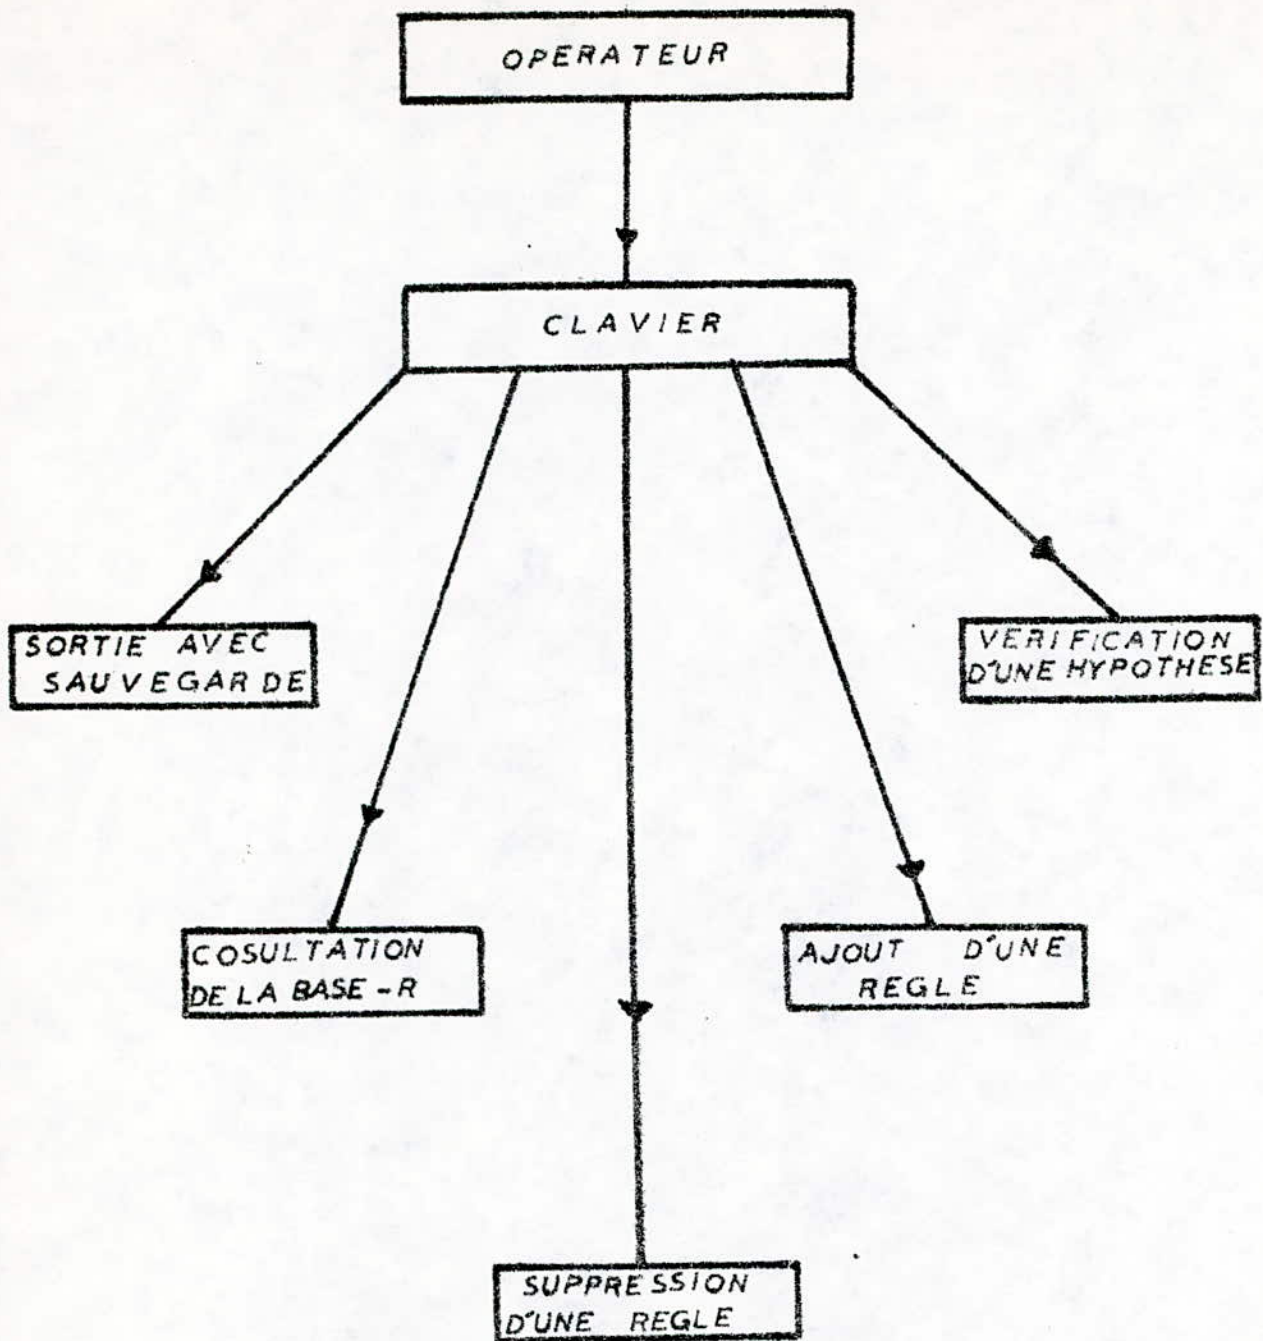 OPERATEUR
CLAVIER
SORTIE AVEC
SAUVEGARDE
VERIFICATION
D'UNE HYPOTHESE
COSULTATION
DE LA BASE-R
AJOUT D'UNE
REGLE
SUPPRESSION
D'UNE REGLE